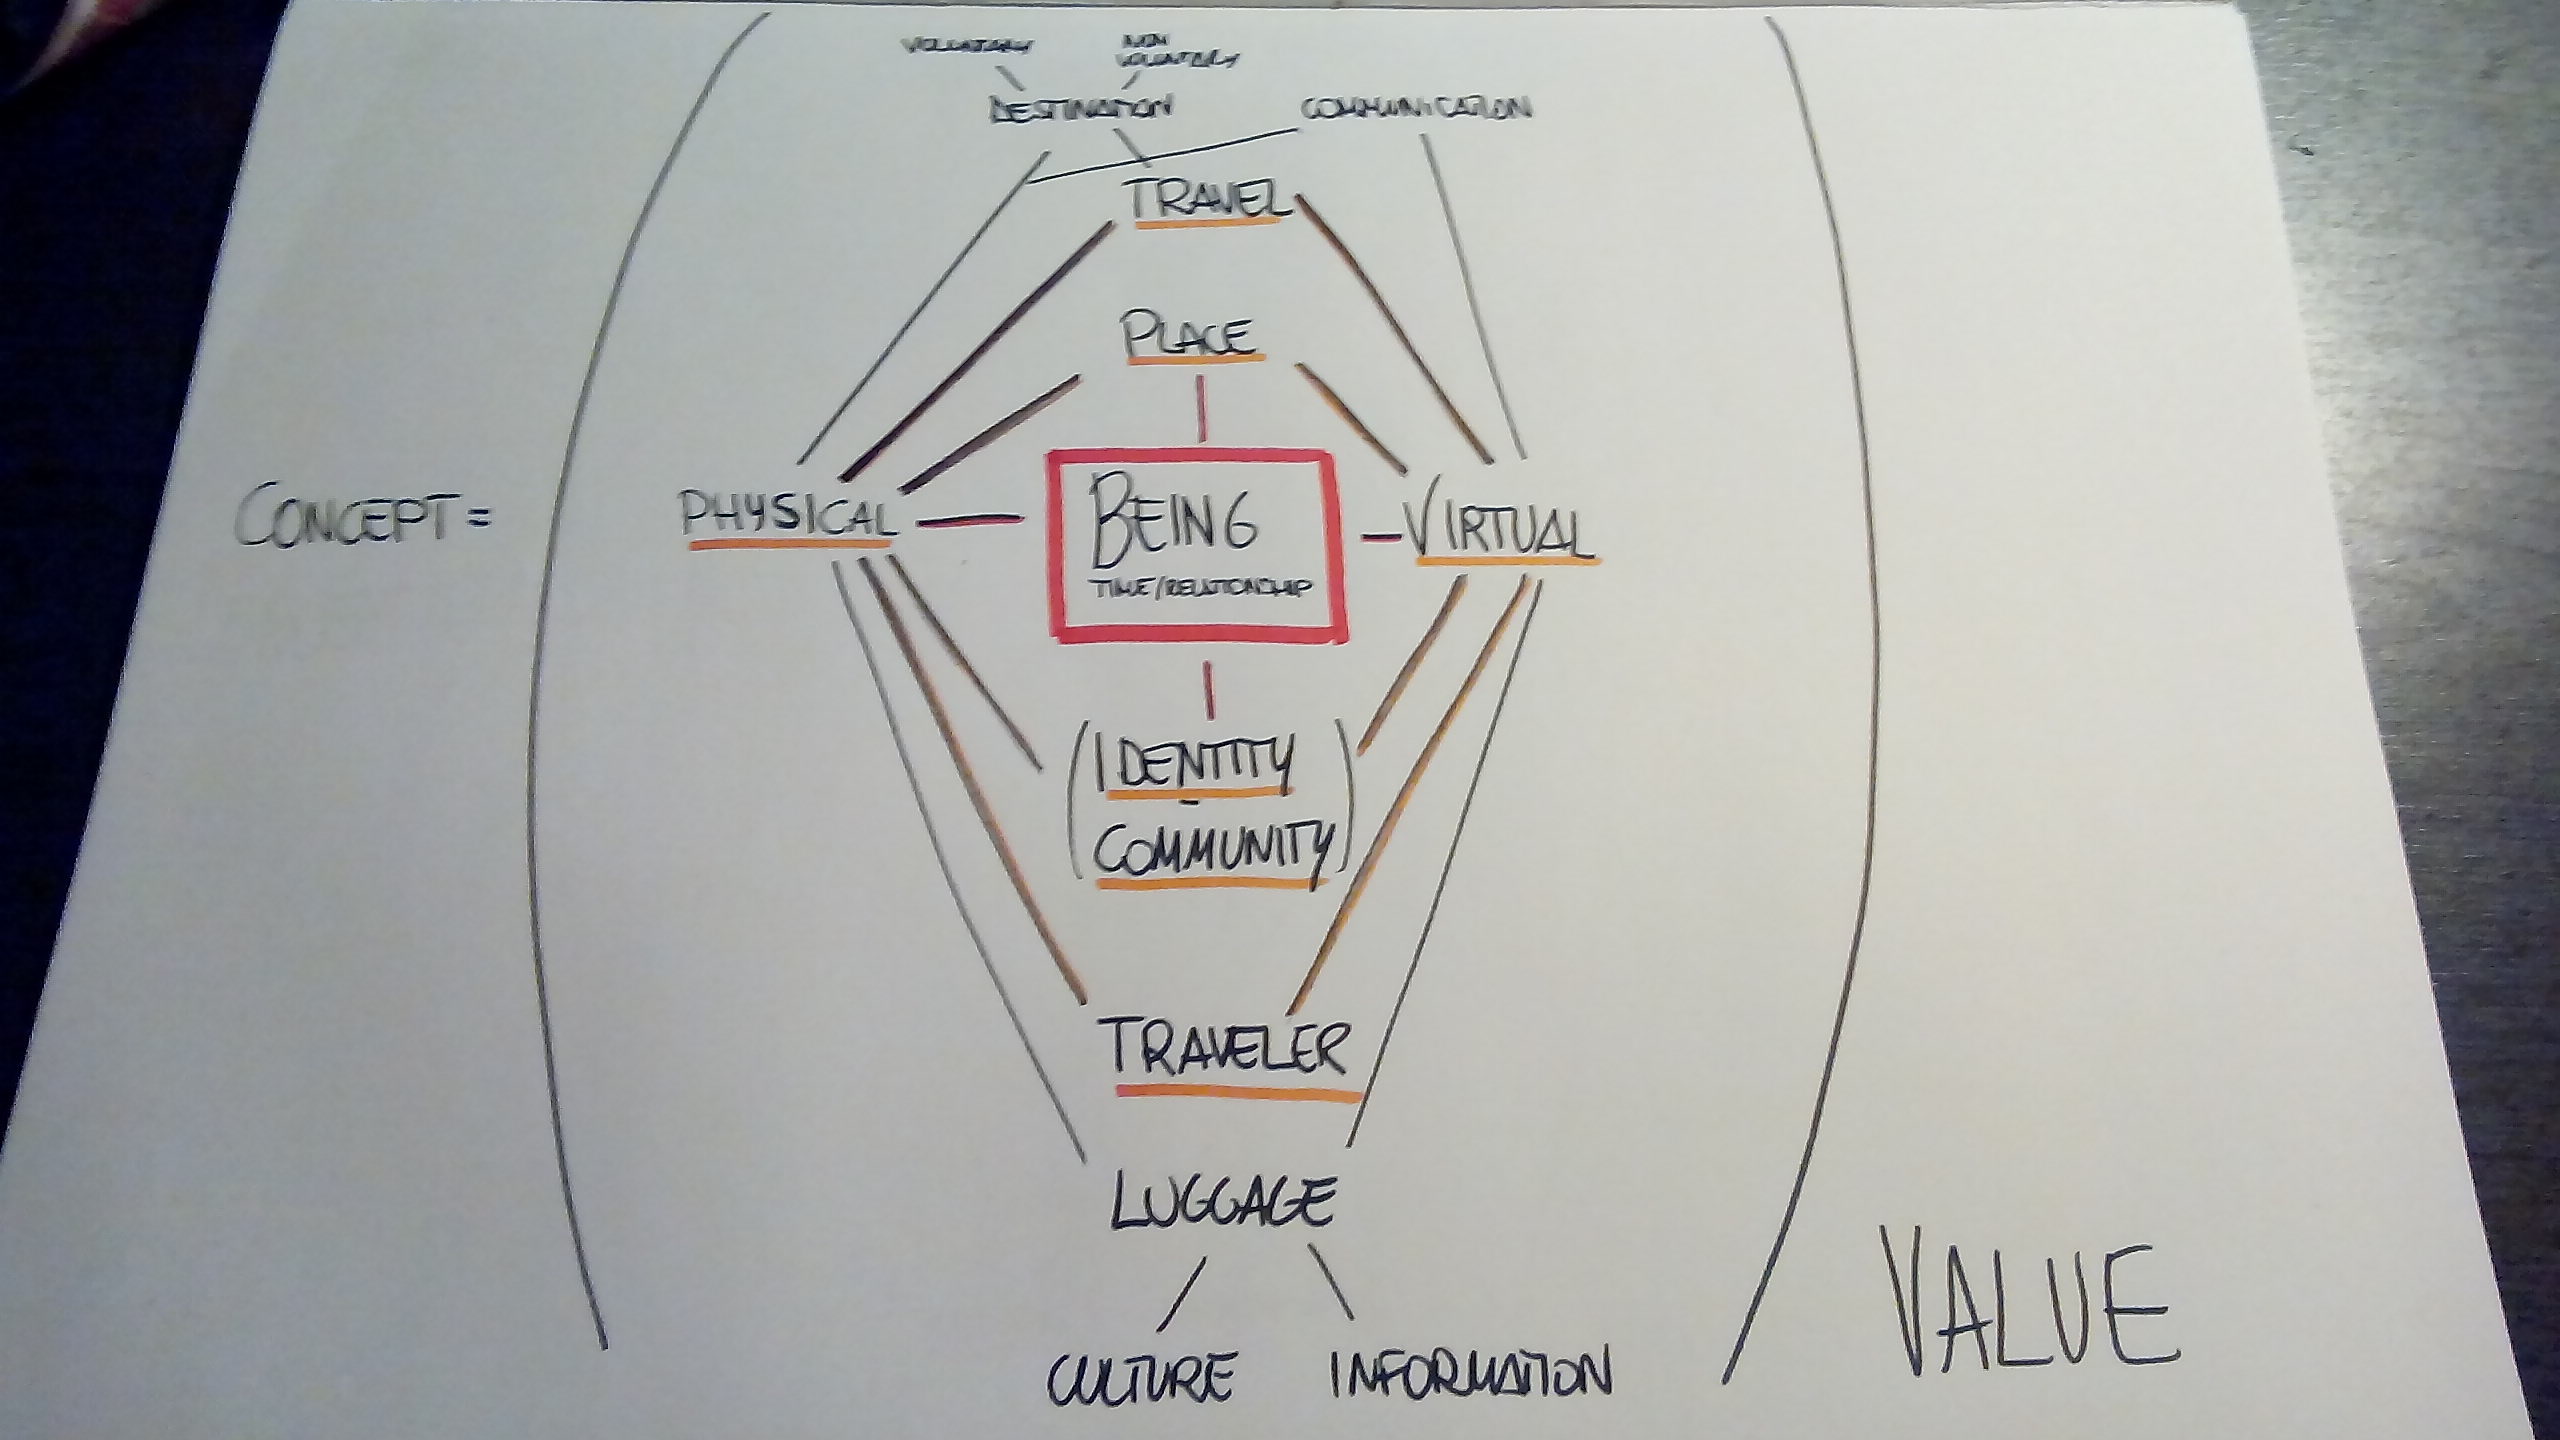 NON
VOLUNTARY
DESTINATION COMMUNICATION
TRAVEL
PLACE
CONCEPT = PHYSICAL BEING VIRTUAL
TIME/RELATIONSHIP
(IDENTITY
COMMUNITY)
TRAVELER
LUGGAGE
CULTURE INFORMATION
VALUE